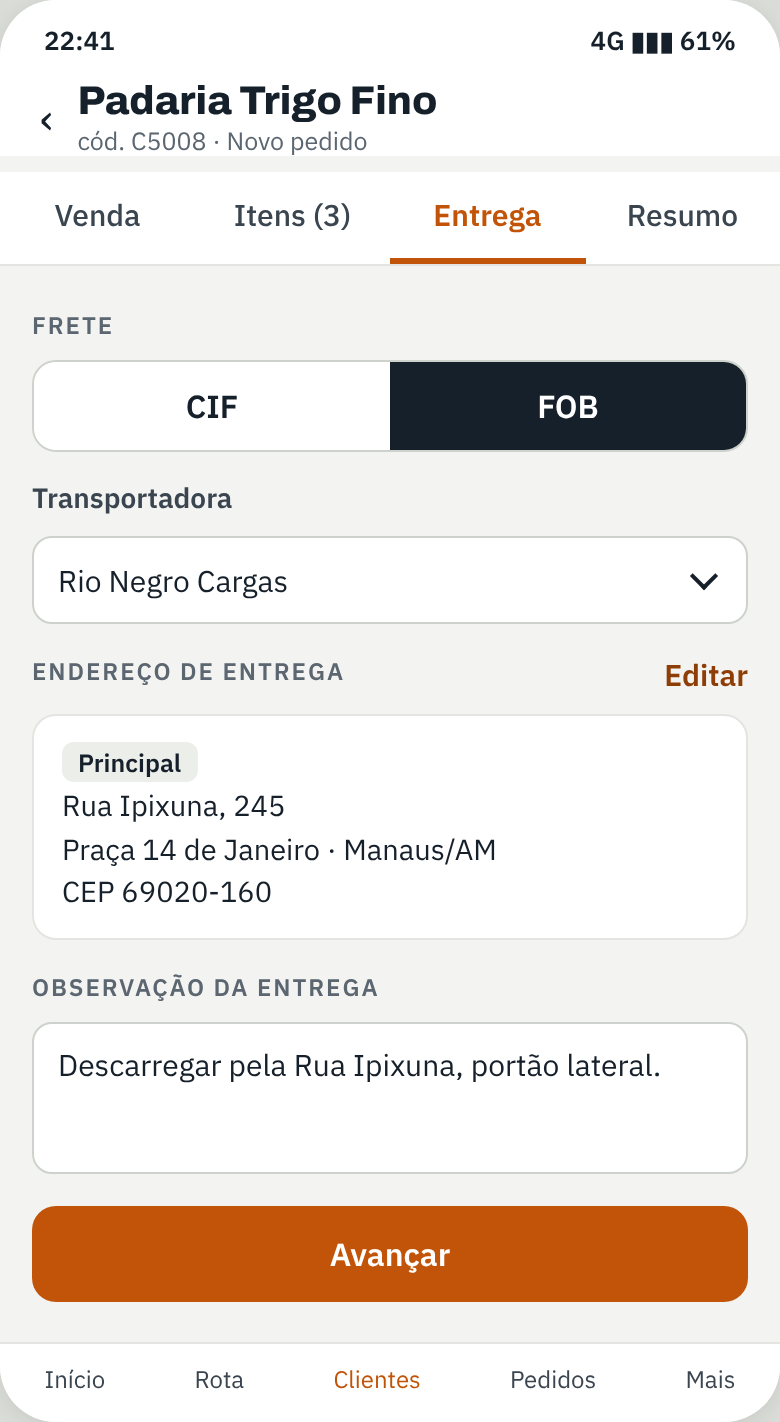 22:41
4G 61%
Padaria Trigo Fino
cód. C5008 · Novo pedido
Venda
Itens (3)
Entrega
Resumo
FRETE
CIF
FOB
Transportadora
Rio Negro Cargas
ENDEREÇO DE ENTREGA
Editar
Principal
Rua Ipixuna, 245
Praça 14 de Janeiro · Manaus/AM
CEP 69020-160
OBSERVAÇÃO DA ENTREGA
Descarregar pela Rua Ipixuna, portão lateral.
Avançar
Início
Rota
Clientes
Pedidos
Mais